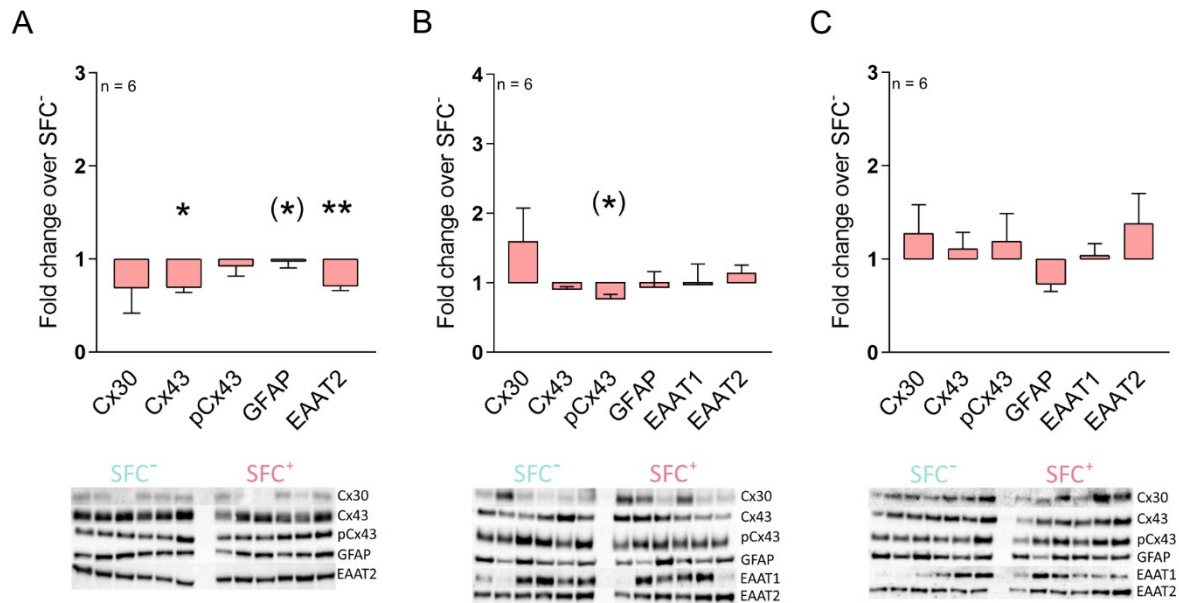 A
n = 6
Fold change over SFC⁻
3
2
1
0
*
(*)
**
Cx30
Cx43
pCx43
GFAP
EAAT2
SFC⁻
SFC⁺
Cx30
Cx43
pCx43
GFAP
EAAT2
B
n = 6
Fold change over SFC⁻
4
3
2
1
0
(*)
Cx30
Cx43
pCx43
GFAP
EAAT1
EAAT2
SFC⁻
SFC⁺
Cx30
Cx43
pCx43
GFAP
EAAT1
EAAT2
C
n = 6
Fold change over SFC⁻
3
2
1
0
Cx30
Cx43
pCx43
GFAP
EAAT1
EAAT2
SFC⁻
SFC⁺
Cx30
Cx43
pCx43
GFAP
EAAT1
EAAT2